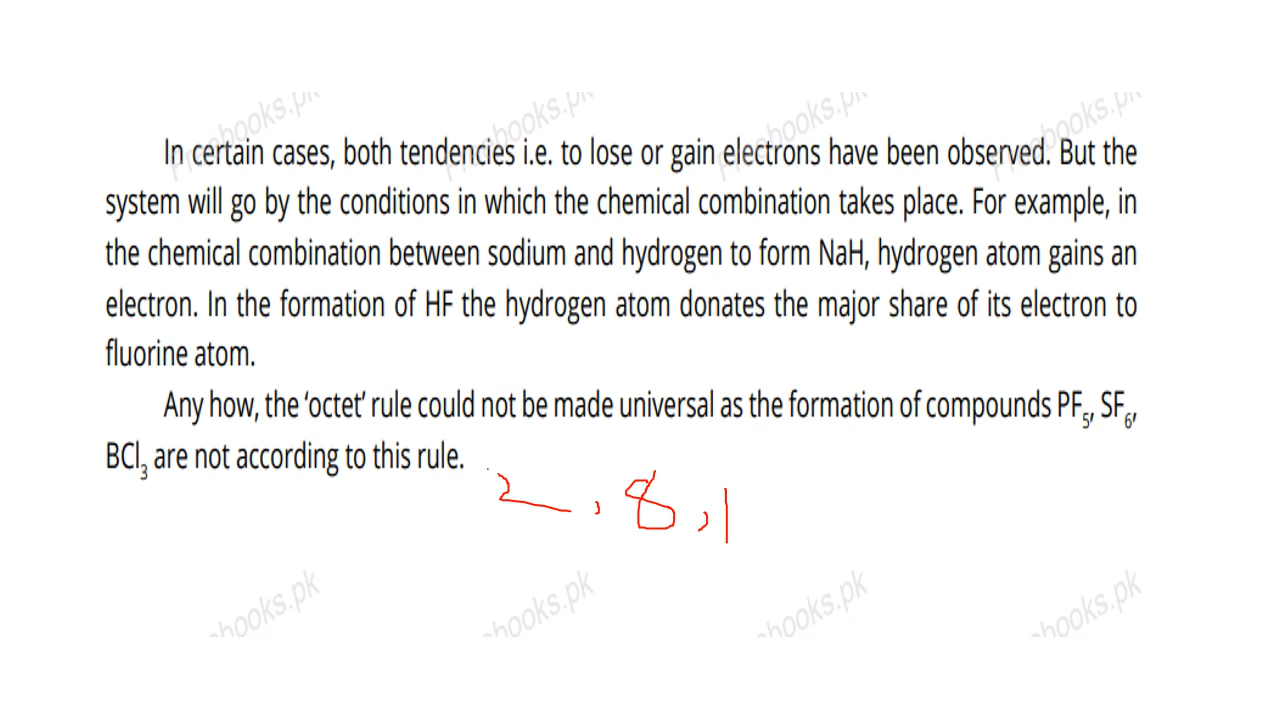 In certain cases, both tendencies i.e. to lose or gain electrons have been observed. But the
system will go by the conditions in which the chemical combination takes place. For example, in
the chemical combination between sodium and hydrogen to form NaH, hydrogen atom gains an
electron. In the formation of HF the hydrogen atom donates the major share of its electron to
fluorine atom.
Any how, the ‘octet’ rule could not be made universal as the formation of compounds PF₅, SF₆,
BCl₃ are not according to this rule.
2, 8, 1